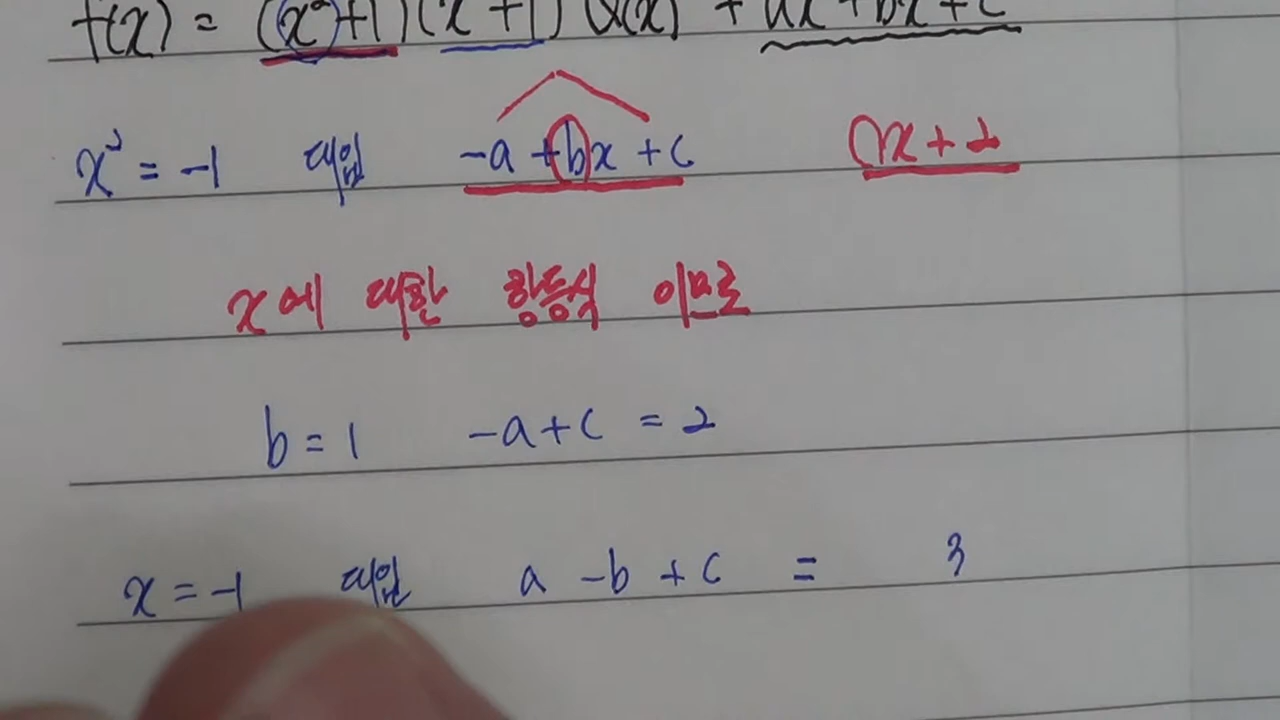 f(x) = (x²+1)(x+1) Q(x) + ax²+bx+c
x² = -1 대입 -a +bx +c 1x + 2
x에 대한 항등식 이므로
b = 1 -a+c = 2
x = -1 대입 a -b + c = 3